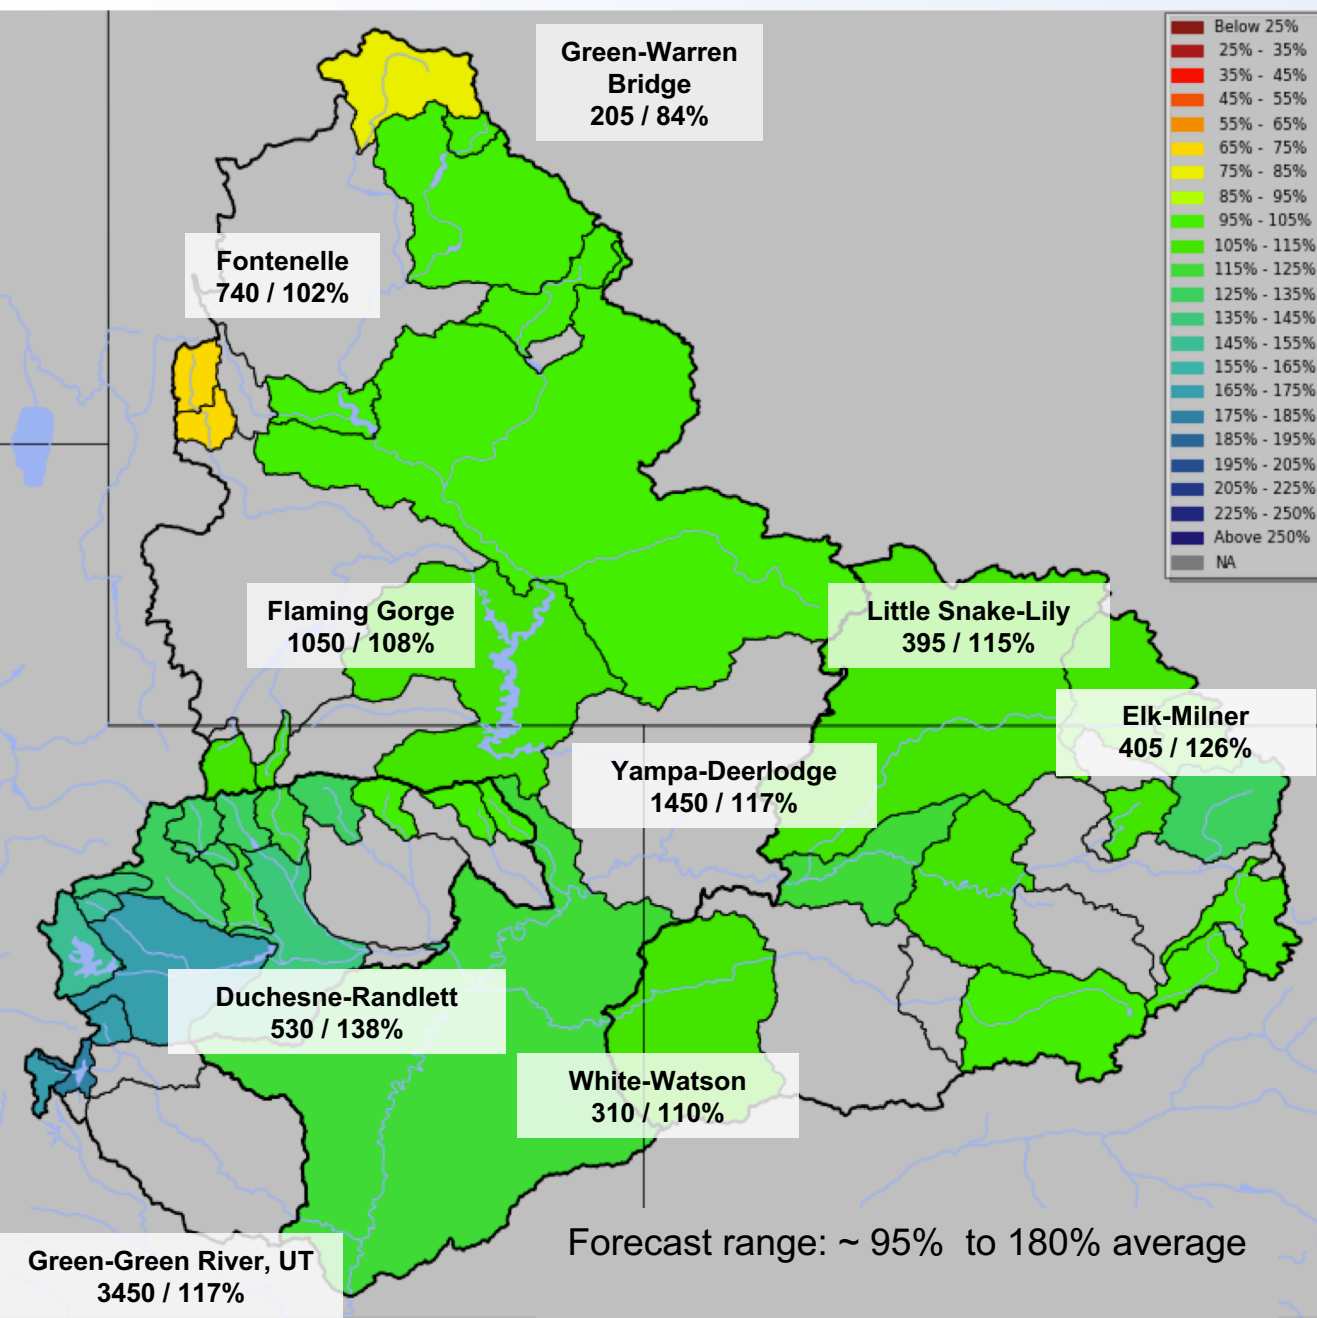 Green-Warren
Bridge
205 / 84%
Below 25%
25% - 35%
35% - 45%
45% - 55%
55% - 65%
65% - 75%
75% - 85%
85% - 95%
95% - 105%
105% - 115%
115% - 125%
125% - 135%
135% - 145%
145% - 155%
155% - 165%
165% - 175%
175% - 185%
185% - 195%
195% - 205%
205% - 225%
225% - 250%
Above 250%
NA
Fontenelle
740 / 102%
Flaming Gorge
1050 / 108%
Little Snake-Lily
395 / 115%
Elk-Milner
405 / 126%
Yampa-Deerlodge
1450 / 117%
Duchesne-Randlett
530 / 138%
White-Watson
310 / 110%
Forecast range: ~ 95% to 180% average
Green-Green River, UT
3450 / 117%